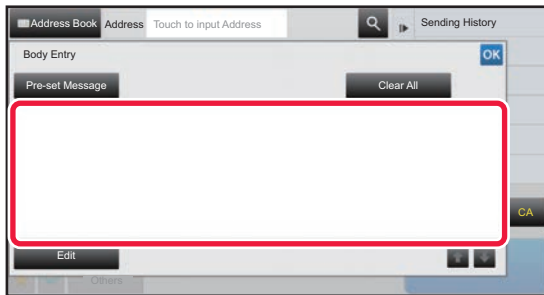 Address Book Address Touch to input Address Sending History
Body Entry OK
Pre-set Message Clear All
CA
Edit
Others